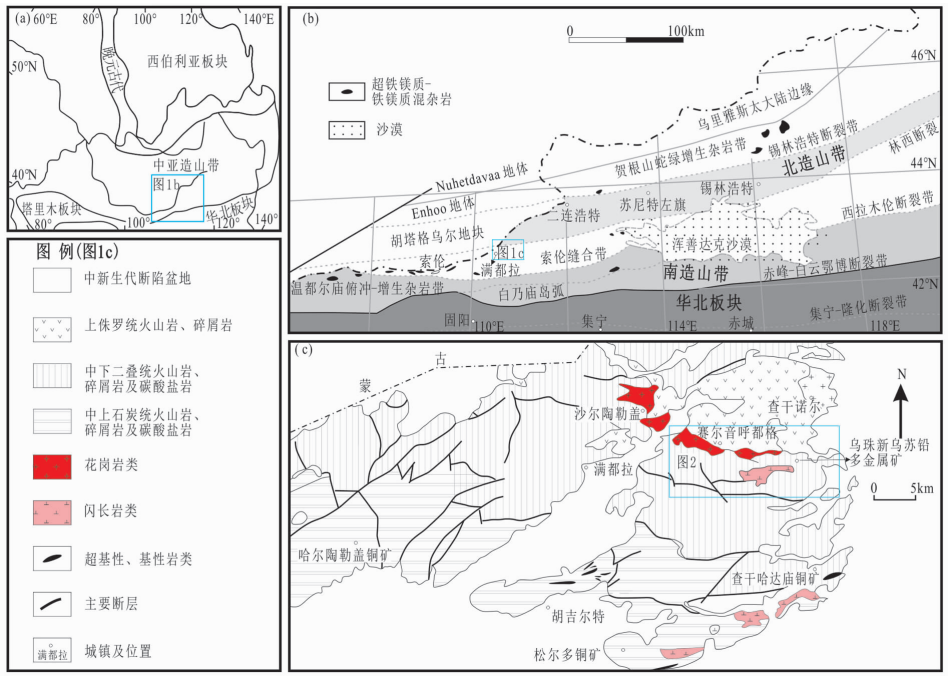 (a)
60°E
80°
100°
120°
140°E
50°N
晚元古代
西伯利亚板块
中亚造山带
图1b
40°N
40°N
塔里木板块
华北板块
80°
100°
120°
140°
(b)
0
100km
超铁镁质-
铁镁质混杂岩
沙漠
46°N
乌里雅斯太大陆边缘
贺根山蛇绿增生杂岩带
锡林浩特断裂带
北造山带
林西断裂
44°N
Nuhetdavaa 地体
Enhoo 地体
二连浩特
苏尼特左旗
锡林浩特
西拉木伦断裂带
胡塔格乌尔地块
图1c
索伦
满都拉
索伦缝合带
浑善达克沙漠
温都尔庙俯冲-增生杂岩带
白乃庙岛弧
南造山带
赤峰-白云鄂博断裂带
42°N
华北板块
固阳
110°E
集宁
114°E
赤城
集宁-隆化断裂带
118°E
图 例(图1c)
中新生代断陷盆地
上侏罗统火山岩、碎屑岩
中下二叠统火山岩、
碎屑岩及碳酸盐岩
中上石炭统火山岩、
碎屑岩及碳酸盐岩
花岗岩类
闪长岩类
超基性、基性岩类
主要断层
满都拉
城镇及位置
(c)
蒙
古
N
沙尔陶勒盖
查干诺尔
赛尔音呼都格
乌珠新乌苏铅
多金属矿
图2
满都拉
0
5km
哈尔陶勒盖铜矿
查干哈达庙铜矿
胡吉尔特
松尔多铜矿